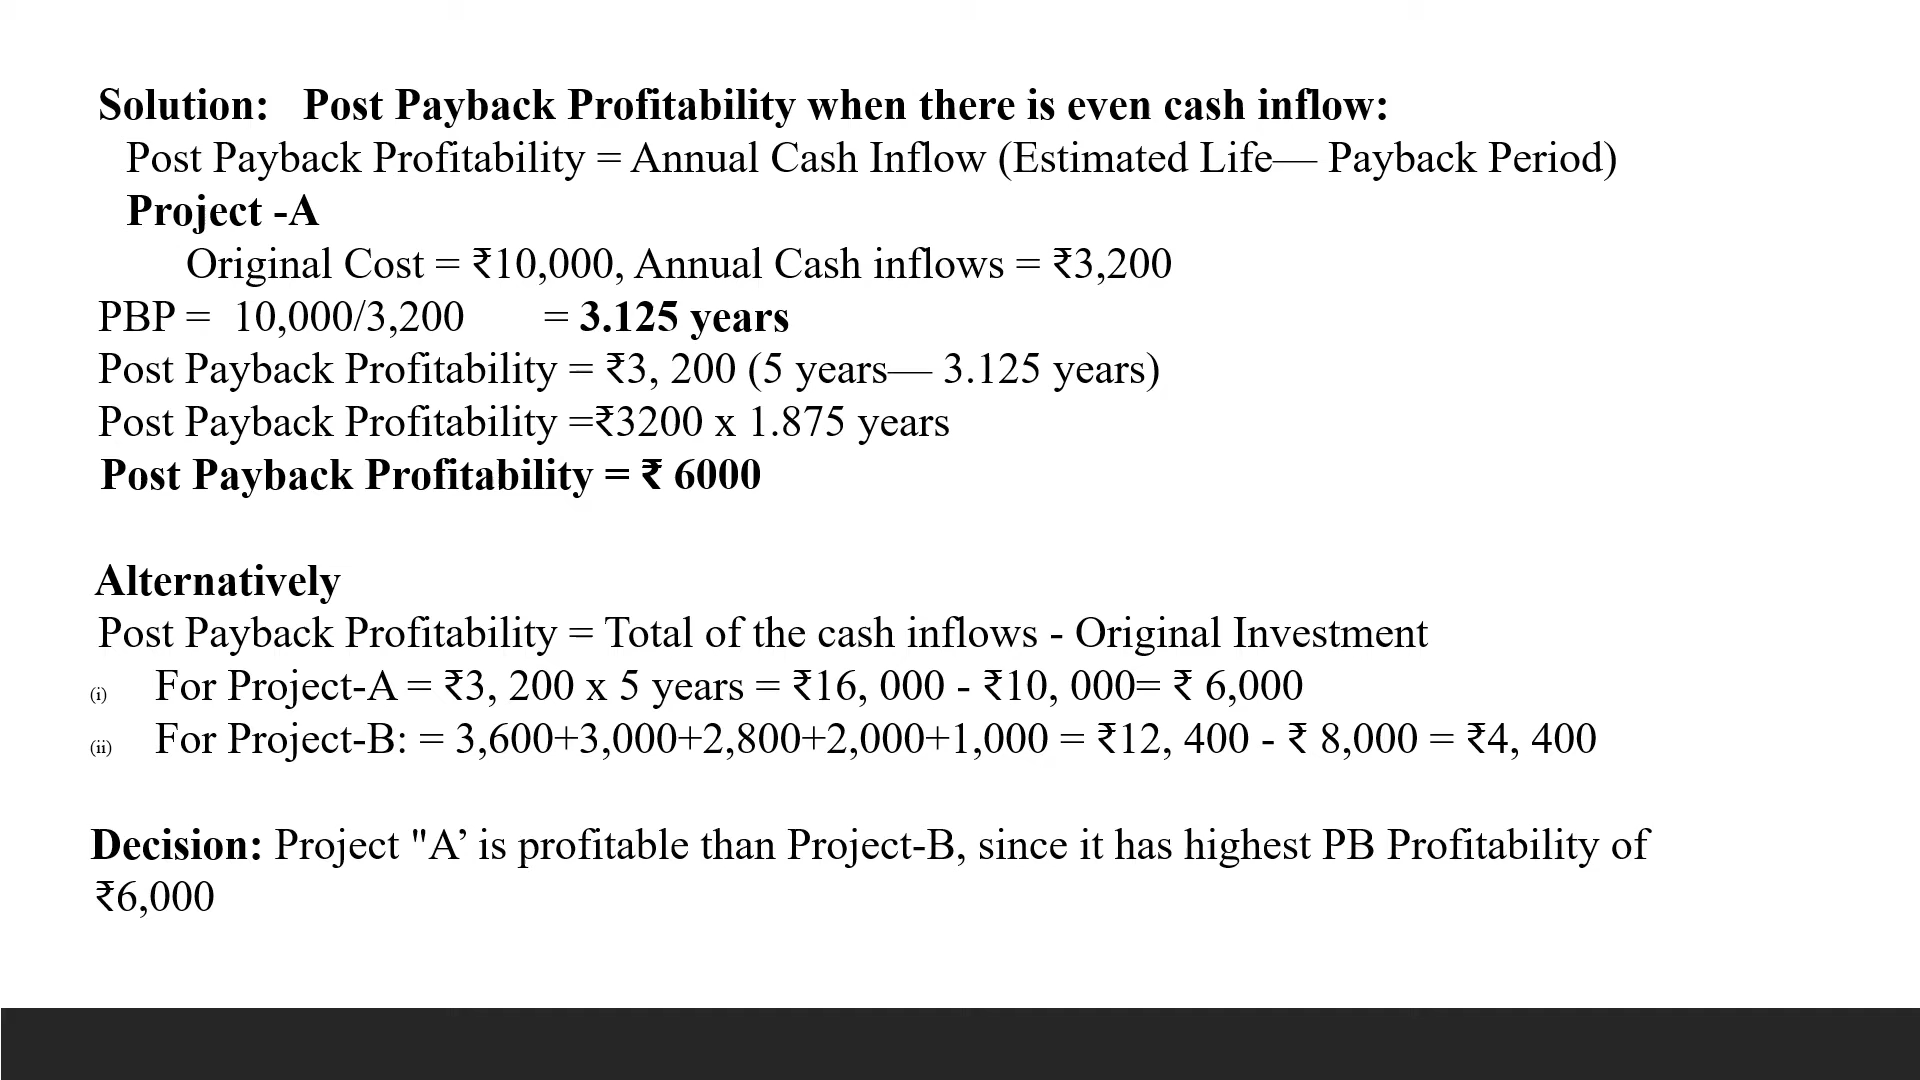 Solution: Post Payback Profitability when there is even cash inflow:
Post Payback Profitability = Annual Cash Inflow (Estimated Life— Payback Period)
Project -A
Original Cost = ₹10,000, Annual Cash inflows = ₹3,200
PBP = 10,000/3,200 = 3.125 years
Post Payback Profitability = ₹3, 200 (5 years— 3.125 years)
Post Payback Profitability =₹3200 x 1.875 years
Post Payback Profitability = ₹ 6000
Alternatively
Post Payback Profitability = Total of the cash inflows - Original Investment
(i) For Project-A = ₹3, 200 x 5 years = ₹16, 000 - ₹10, 000= ₹ 6,000
(ii) For Project-B: = 3,600+3,000+2,800+2,000+1,000 = ₹12, 400 - ₹ 8,000 = ₹4, 400
Decision: Project "A’ is profitable than Project-B, since it has highest PB Profitability of
₹6,000